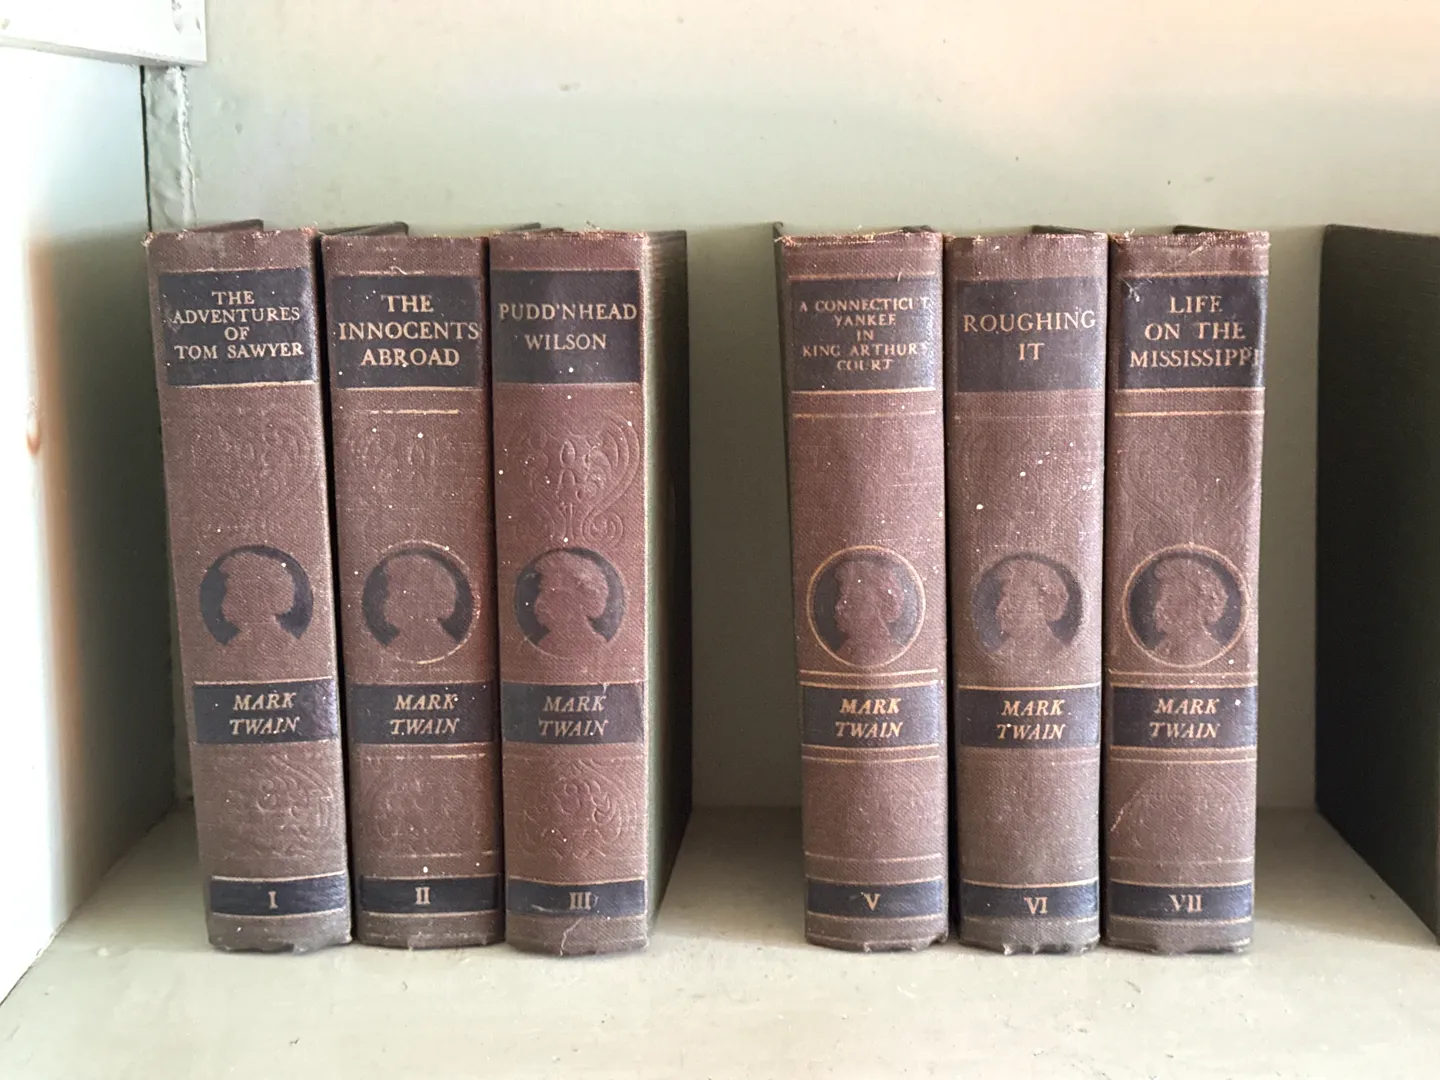 THE
ADVENTURES
OF
TOM SAWYER
MARK
TWAIN
I
THE
INNOCENTS
ABROAD
MARK
TWAIN
II
PUDD'NHEAD
WILSON
MARK
TWAIN
III
A CONNECTICUT
YANKEE
IN
KING ARTHUR'S
COURT
MARK
TWAIN
V
ROUGHING
IT
MARK
TWAIN
VI
LIFE
ON THE
MISSISSIPPI
MARK
TWAIN
VII